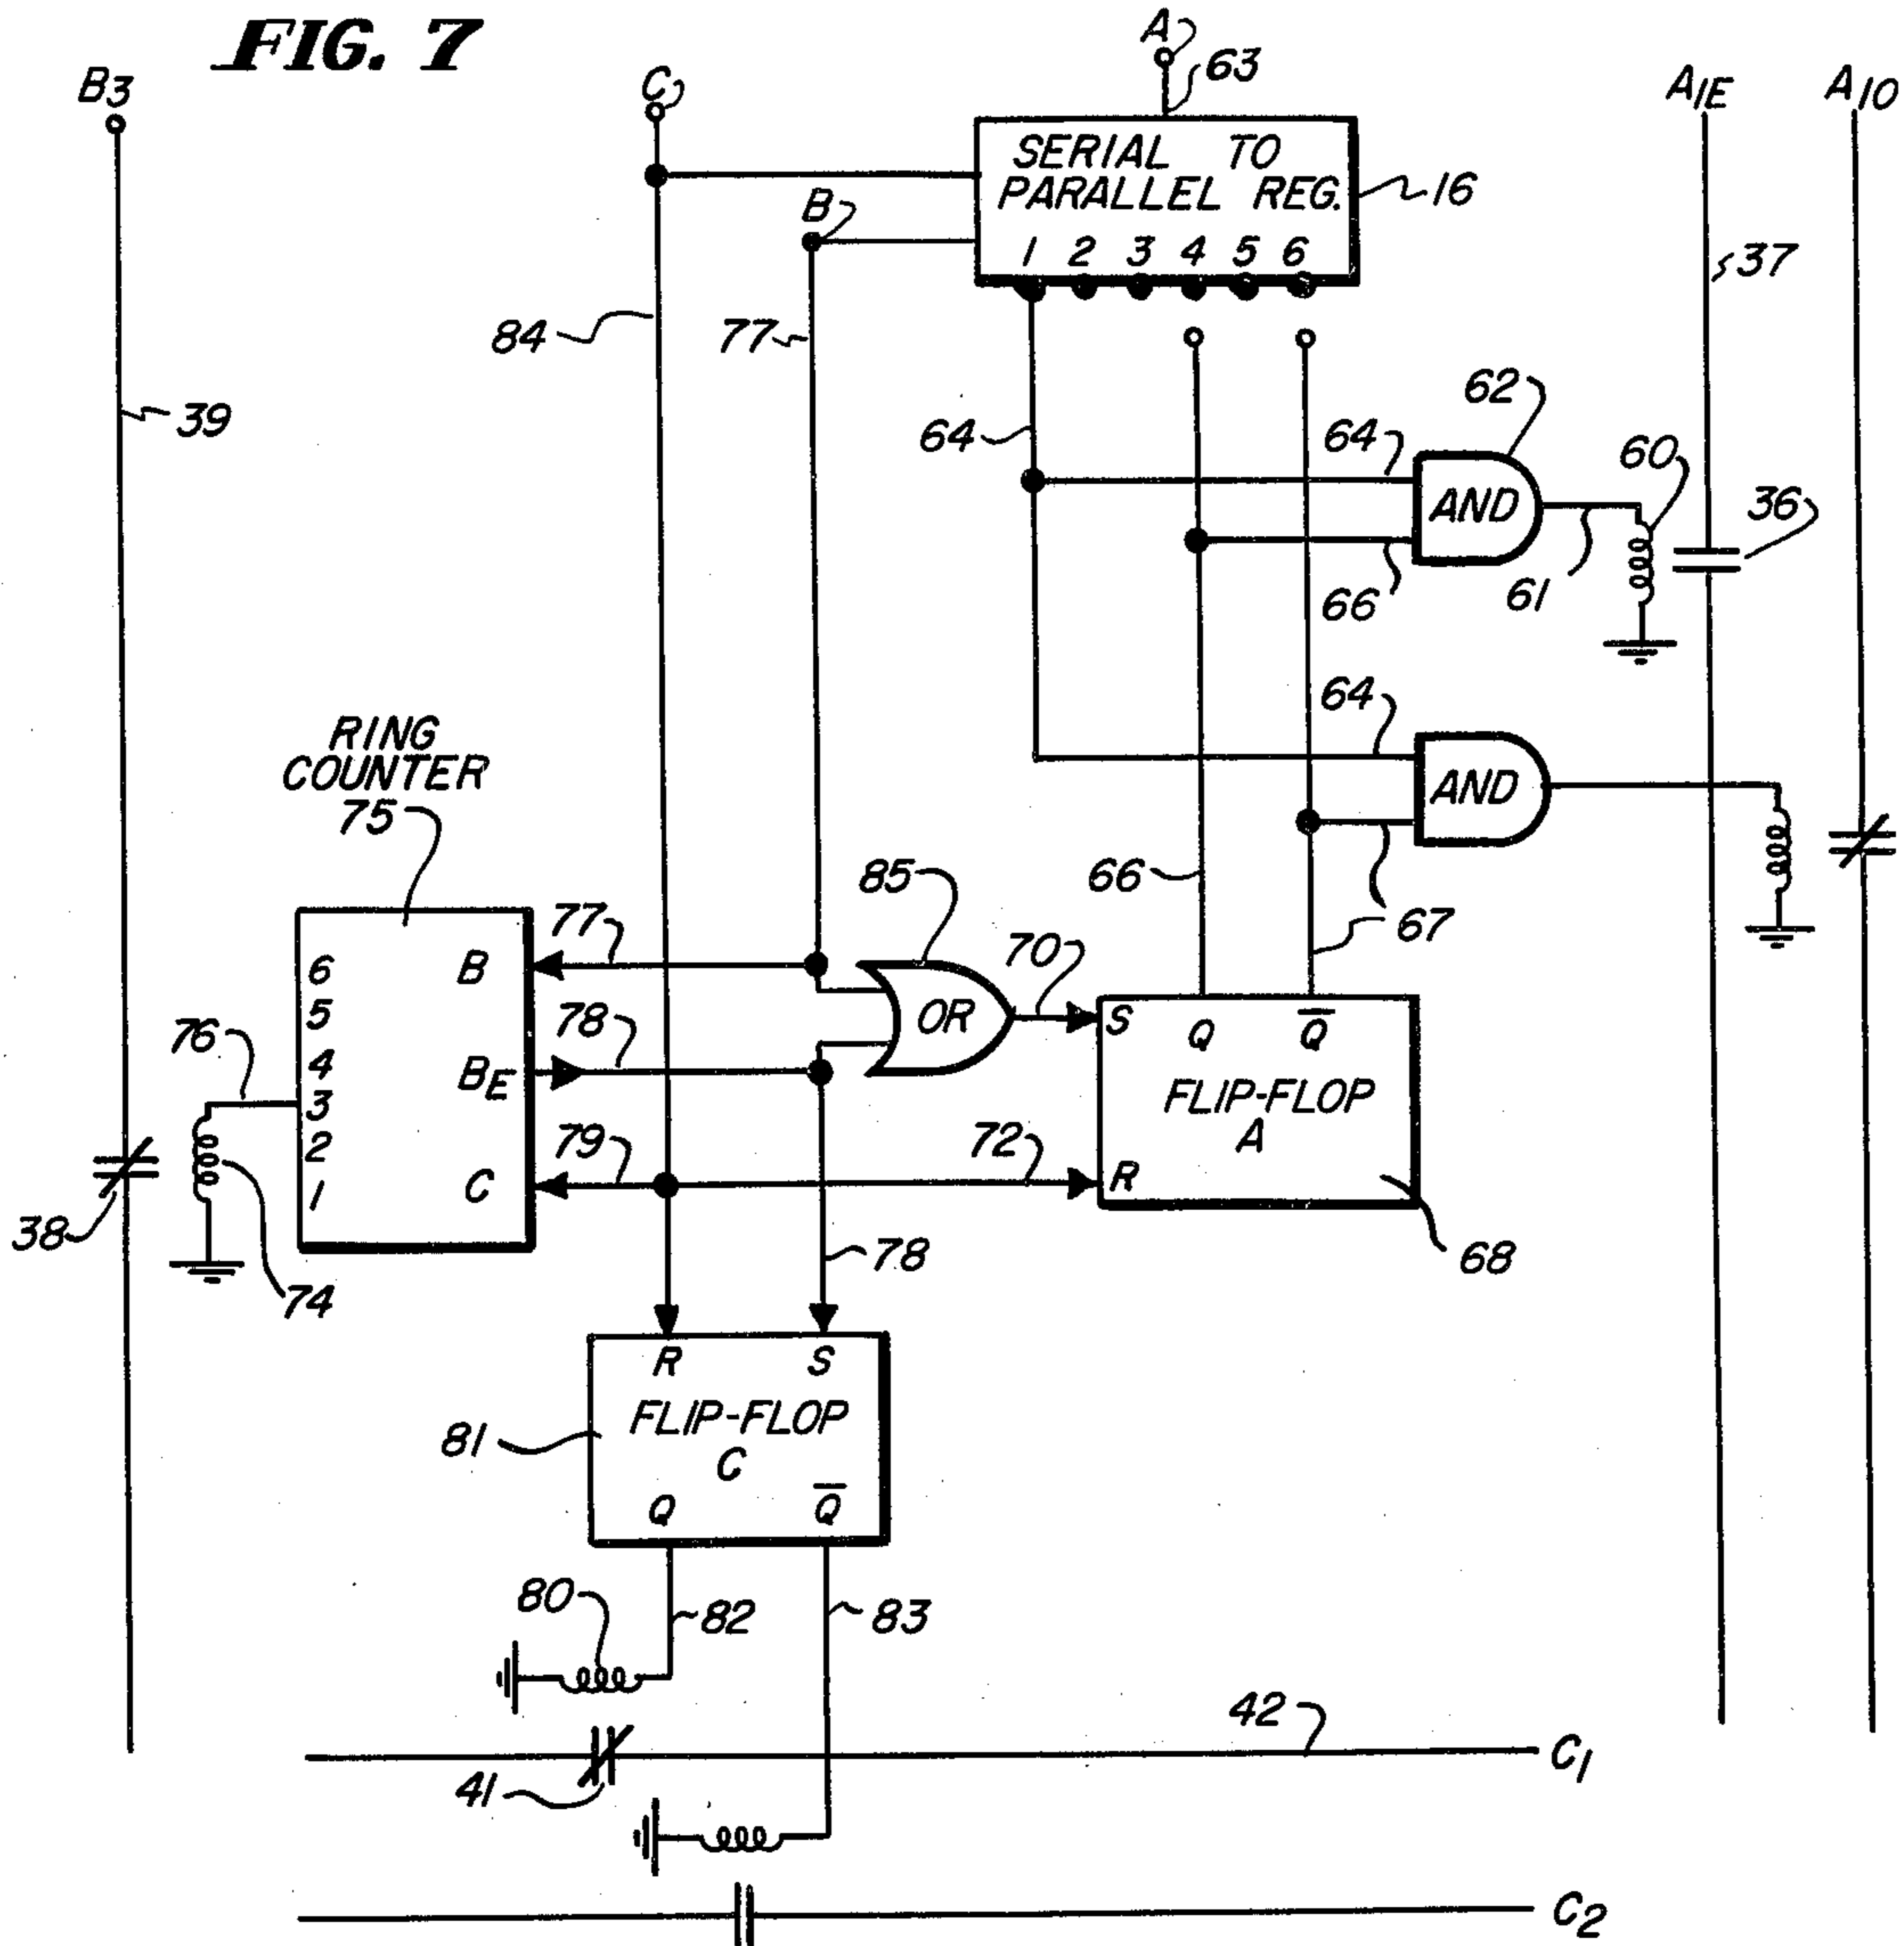 FIG. 7
B3
C
A
63
A1E
A10
SERIAL TO
PARALLEL REG.
16
B
1 2 3 4 5 6
37
84
77
39
62
64
64
60
AND
36
66
61
64
RING
COUNTER
75
AND
85
66
67
77
70
6
5
4
3
2
1
B
BE
C
OR
S
Q
Q̅
76
78
FLIP-FLOP
A
79
72
R
38
74
78
68
R
S
FLIP-FLOP
C
81
Q
Q̅
80
82
83
42
C1
41
C2